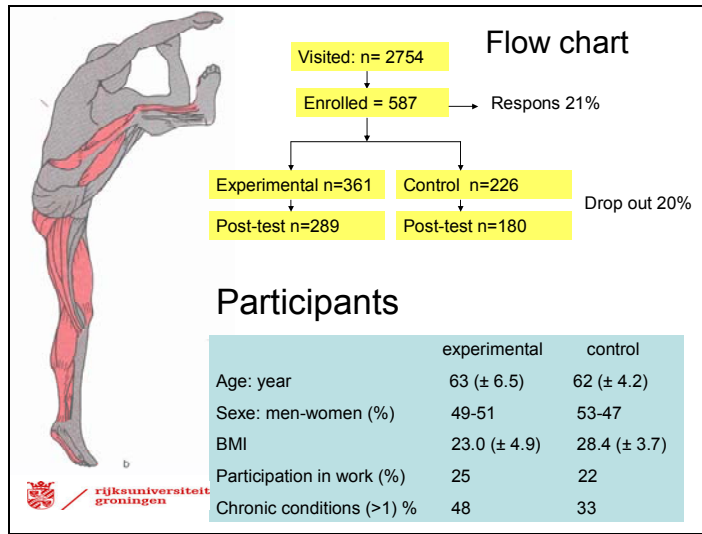 Flow chart
Visited: n= 2754
Enrolled = 587
Respons 21%
Experimental n=361
Control n=226
Drop out 20%
Post-test n=289
Post-test n=180
Participants
experimental control
Age: year 63 (± 6.5) 62 (± 4.2)
Sexe: men-women (%) 49-51 53-47
BMI 23.0 (± 4.9) 28.4 (± 3.7)
Participation in work (%) 25 22
Chronic conditions (>1) % 48 33
b
rijksuniversiteit
groningen